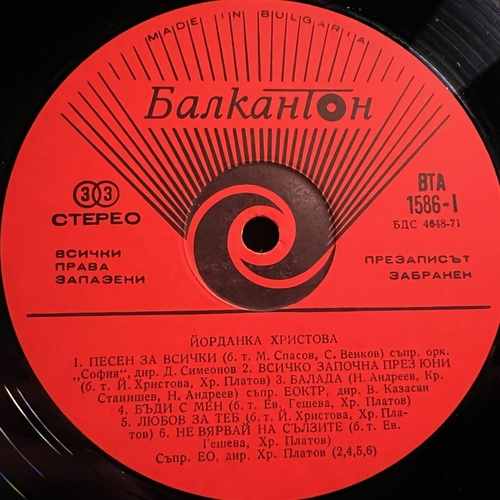 MADE IN BULGARIA
Балкантон
33
СТЕРЕО
ВТА
1586-I
БДС 4648-71
ВСИЧКИ
ПРАВА
ЗАПАЗЕНИ
ПРЕЗАПИСЪТ
ЗАБРАНЕН
ЙОРДАНКА ХРИСТОВА
1. ПЕСЕН ЗА ВСИЧКИ (б. т. М. Спасов, С. Венков) съпр. орк.
„София", дир. Д. Симеонов 2. ВСИЧКО ЗАПОЧНА ПРЕЗ ЮНИ
(б. т. Й. Христова, Хр. Платов) 3. БАЛАДА (Н. Андреев, Кр.
Станишев, Н. Андреев) съпр. ЕОКТР, дир. В. Казасян
4. БЪДИ С МЕН (б. т. Ев. Гешева, Хр. Платов)
5. ЛЮБОВ ЗА ТЕБ (б. т. Й. Христова, Хр. Пла-
тов) 6. НЕ ВЯРВАЙ НА СЪЛЗИТЕ (б. т. Ев.
Гешева, Хр. Платов)
Съпр. ЕО, дир. Хр. Платов (2,4,5,6)